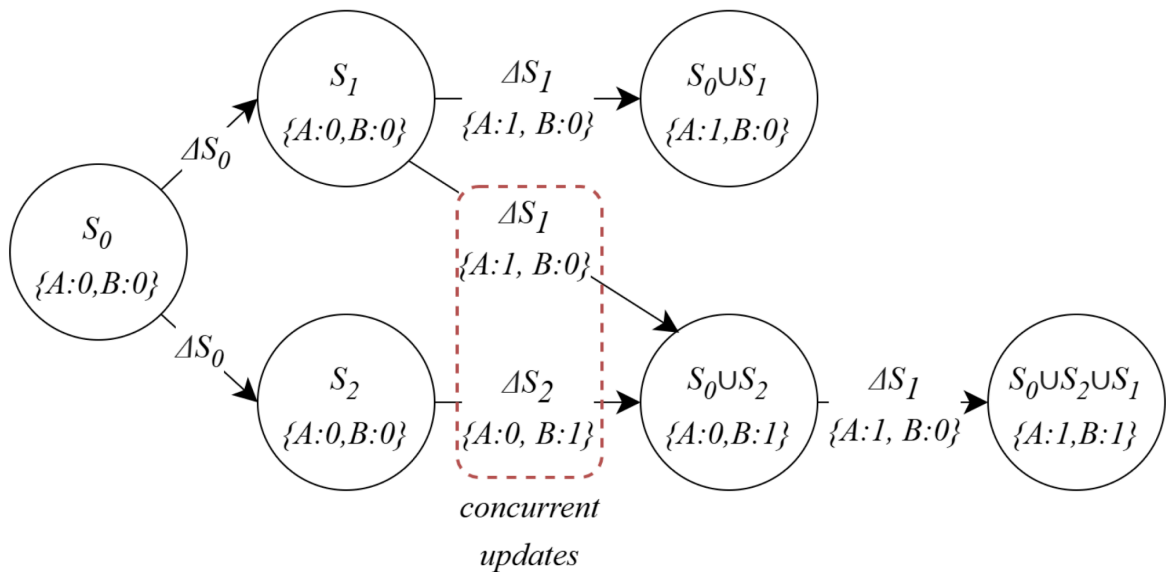 S₁
{A:0,B:0}
ΔS₁
{A:1, B:0}
S₀∪S₁
{A:1,B:0}
ΔS₀
S₀
{A:0,B:0}
ΔS₁
{A:1, B:0}
ΔS₀
S₂
{A:0,B:0}
ΔS₂
{A:0, B:1}
S₀∪S₂
{A:0,B:1}
ΔS₁
{A:1, B:0}
S₀∪S₂∪S₁
{A:1,B:1}
concurrent
updates